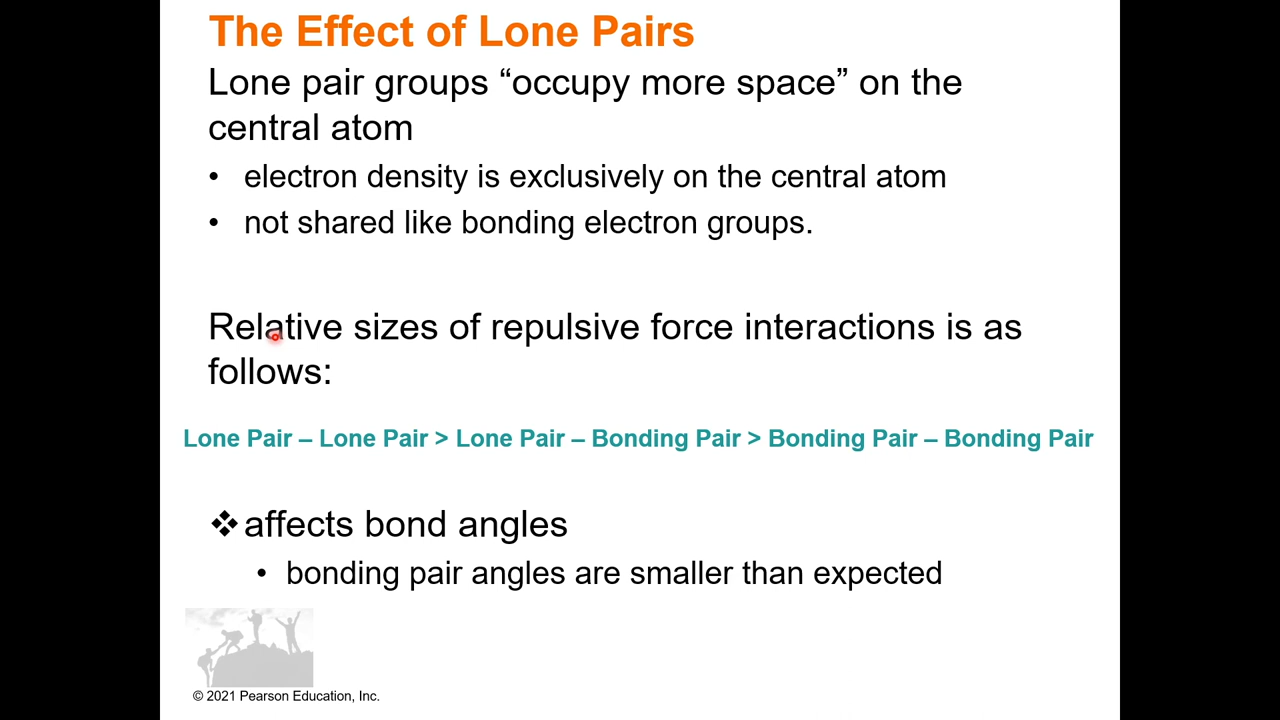 The Effect of Lone Pairs
Lone pair groups “occupy more space” on the
central atom
• electron density is exclusively on the central atom
• not shared like bonding electron groups.
Relative sizes of repulsive force interactions is as
follows:
Lone Pair – Lone Pair > Lone Pair – Bonding Pair > Bonding Pair – Bonding Pair
❖ affects bond angles
• bonding pair angles are smaller than expected
© 2021 Pearson Education, Inc.